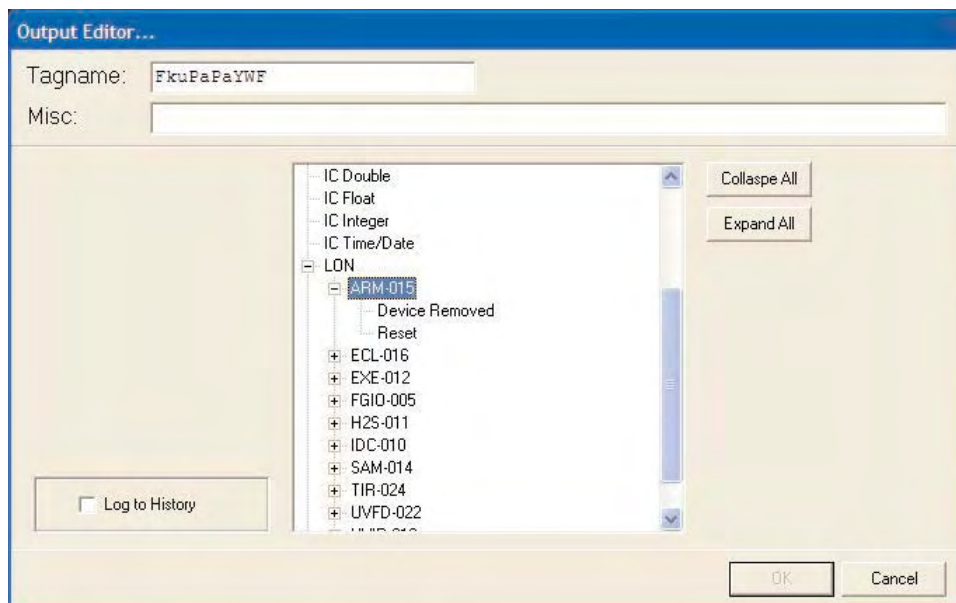 Output Editor...
Tagname: FkuPaPaYWF
Misc:
IC Double
IC Float
IC Integer
IC Time/Date
LON
ARM-015
Device Removed
Reset
ECL-016
EXE-012
FGIO-005
H2S-011
IDC-010
SAM-014
TIR-024
UVFD-022
Collaspe All
Expand All
Log to History
OK
Cancel